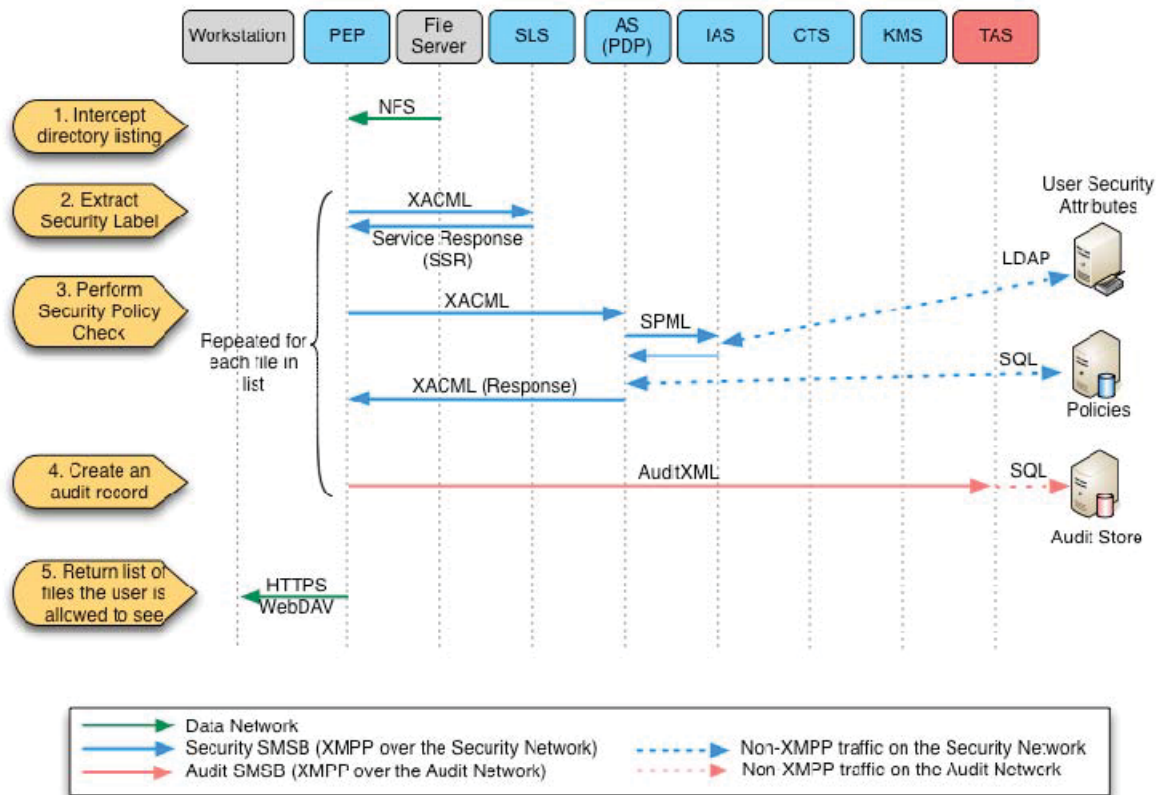 Workstation
PEP
File
Server
SLS
AS
(PDP)
IAS
CTS
KMS
TAS
1. Intercept
directory listing
NFS
2. Extract
Security Label
XACML
Service Response
(SSR)
User Security
Attributes
LDAP
3. Perform
Security Policy
Check
XACML
SPML
Repeated for
each file in
list
XACML (Response)
SQL
Policies
4. Create an
audit record
AuditXML
SQL
Audit Store
5. Return list of
files the user is
allowed to see
HTTPS
WebDAV
Data Network
Security SMSB (XMPP over the Security Network)
Audit SMSB (XMPP over the Audit Network)
Non-XMPP traffic on the Security Network
Non-XMPP traffic on the Audit Network